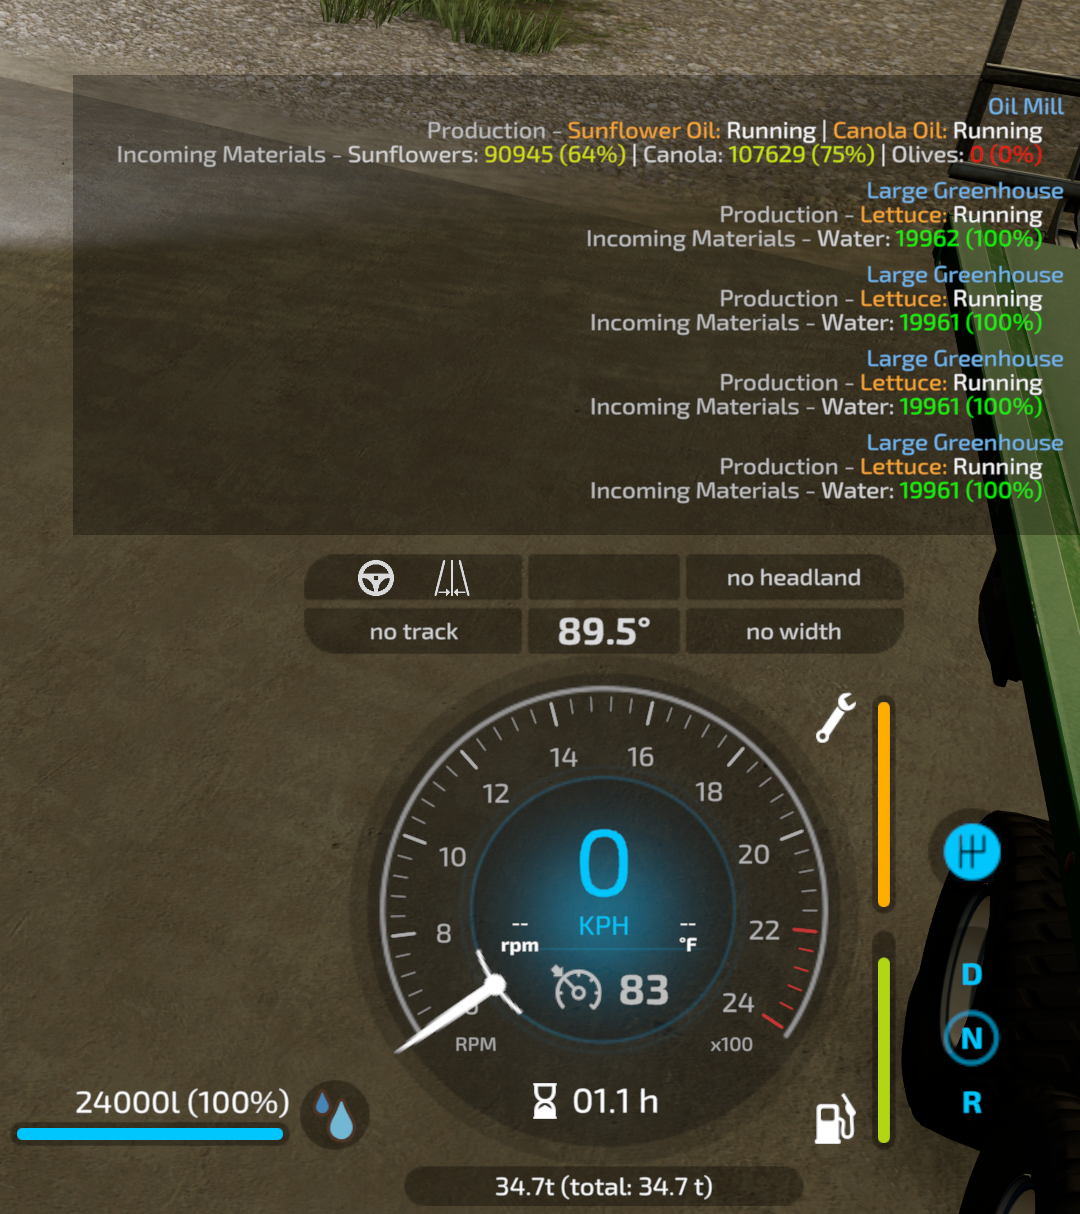 Oil Mill
Production - Sunflower Oil: Running | Canola Oil: Running
Incoming Materials - Sunflowers: 90945 (64%) | Canola: 107629 (75%) | Olives: 0 (0%)
Large Greenhouse
Production - Lettuce: Running
Incoming Materials - Water: 19962 (100%)
Large Greenhouse
Production - Lettuce: Running
Incoming Materials - Water: 19961 (100%)
Large Greenhouse
Production - Lettuce: Running
Incoming Materials - Water: 19961 (100%)
Large Greenhouse
Production - Lettuce: Running
Incoming Materials - Water: 19961 (100%)
no headland
no track 89.5° no width
14 16
12 18
10 20
8 22
24
0
KPH
-- rpm
-- °F
83
RPM x100
D
N
R
24000l (100%)
01.1 h
34.7t (total: 34.7 t)